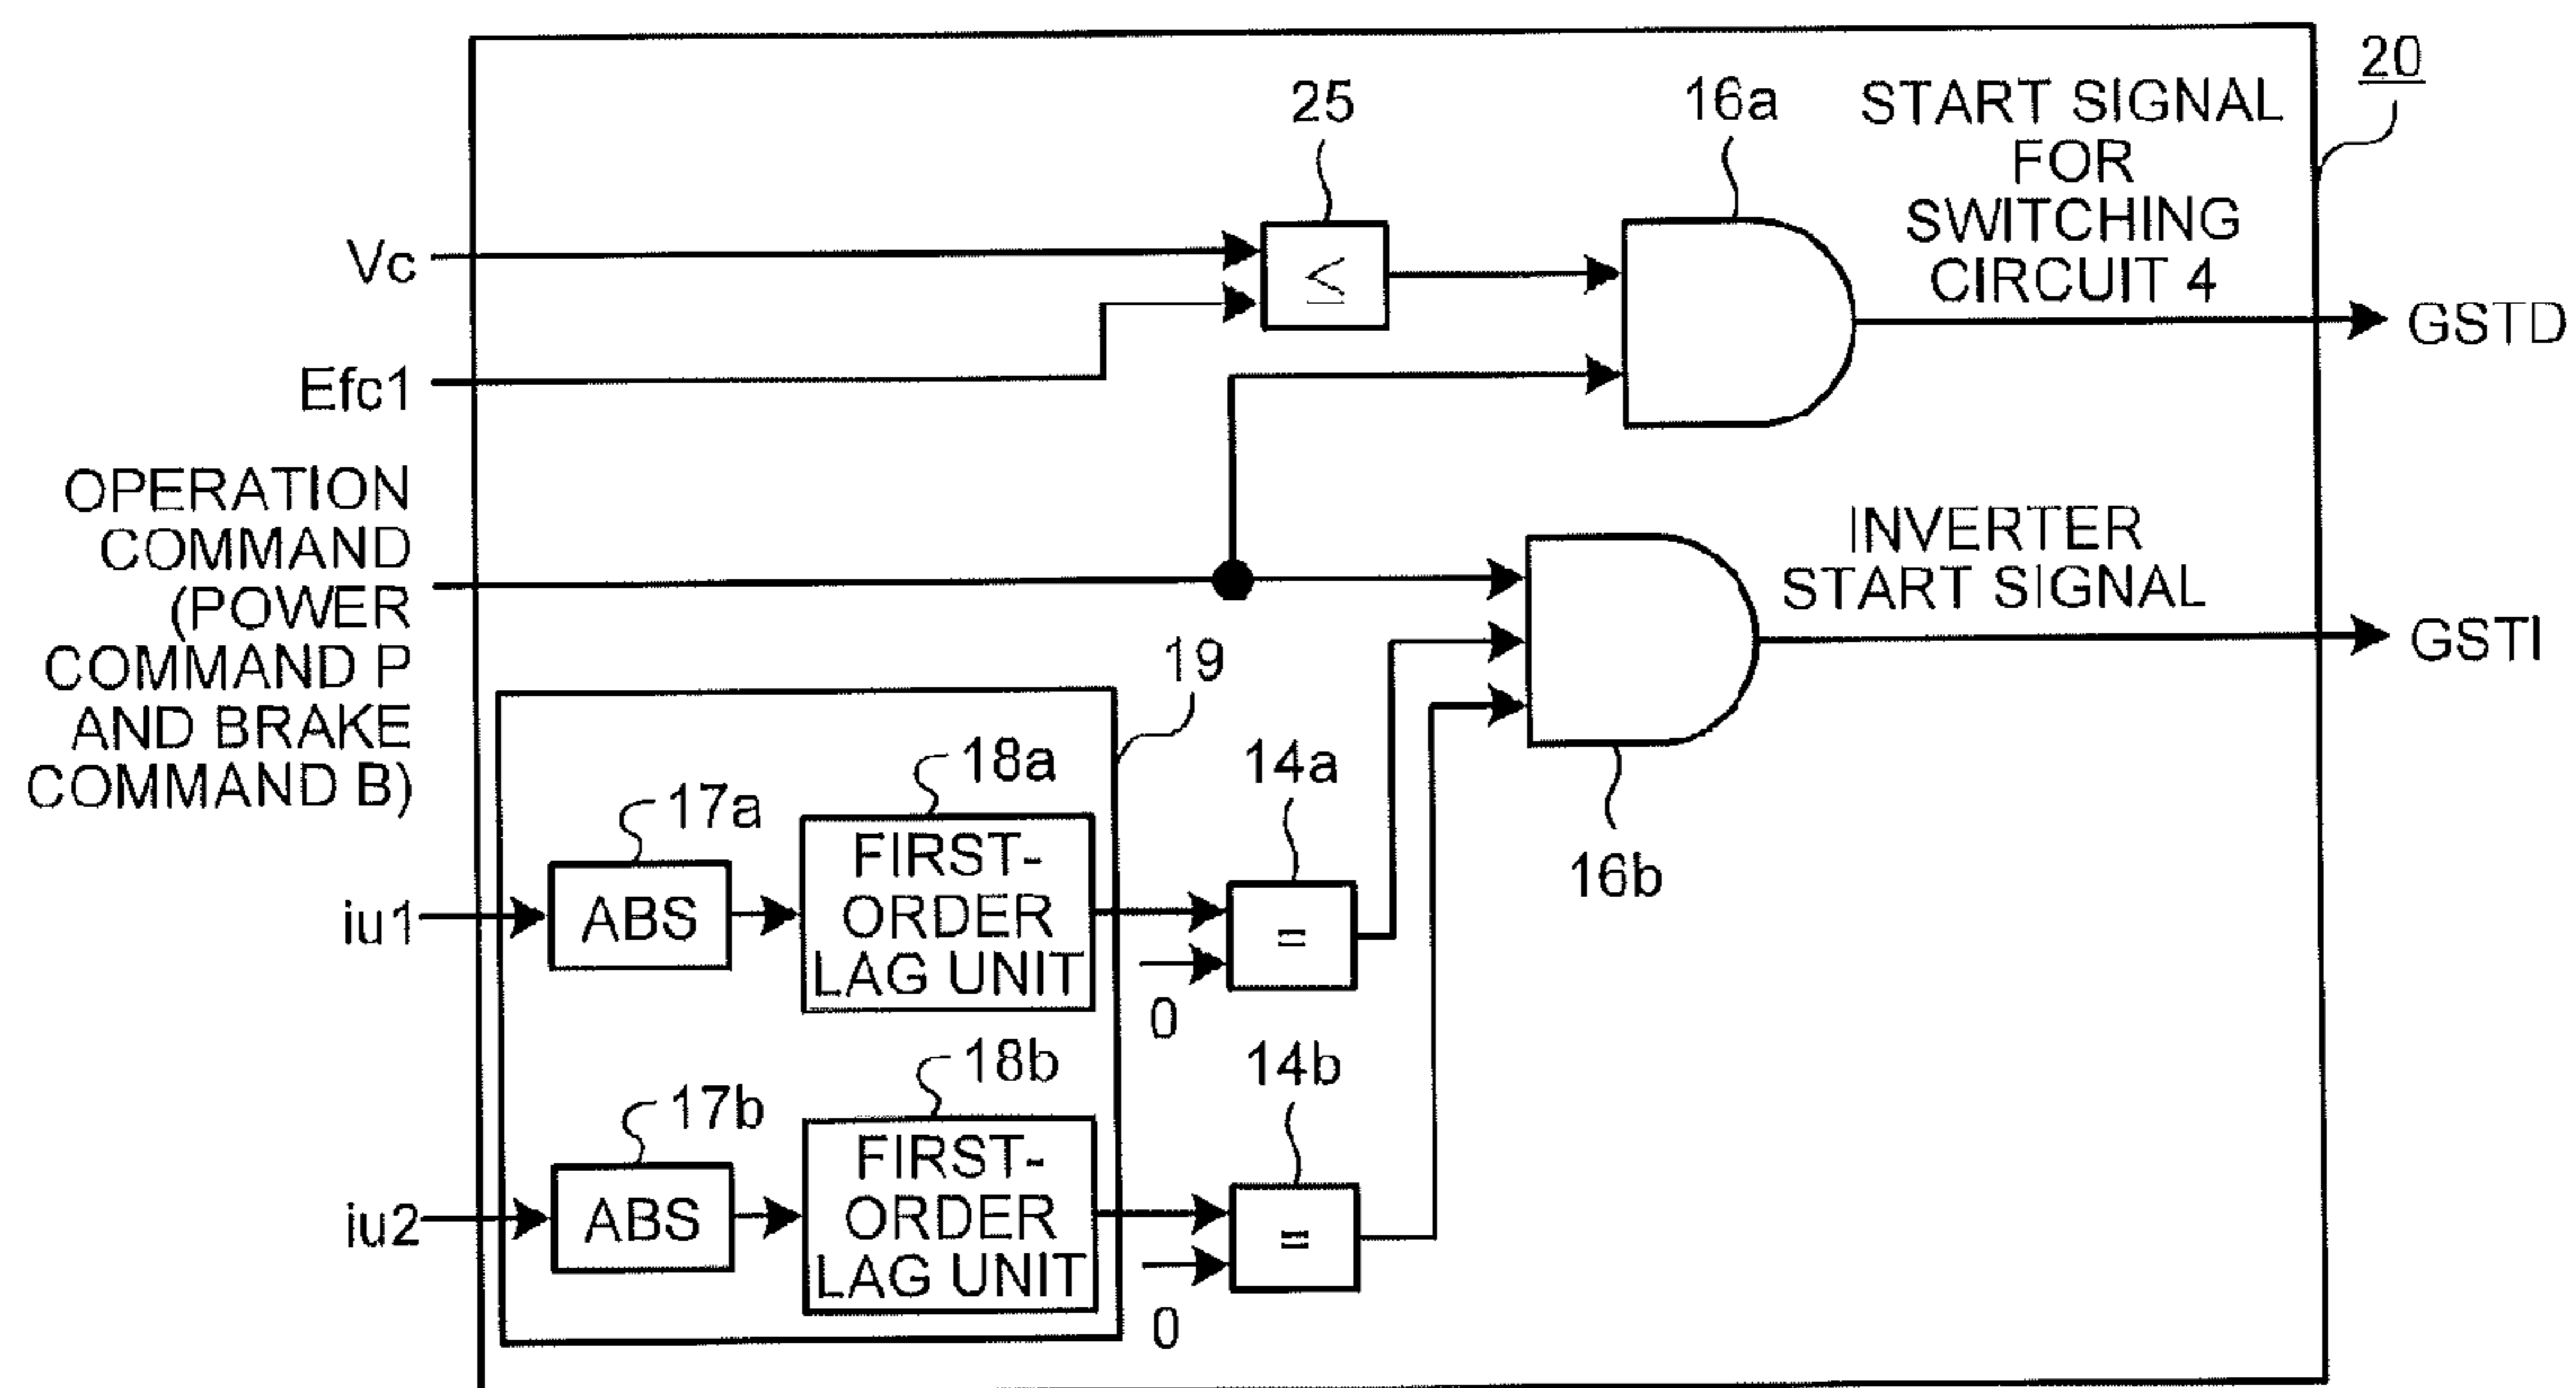 20
25
16a
START SIGNAL
FOR
SWITCHING
CIRCUIT 4
Vc
≤
GSTD
Efc1
OPERATION
COMMAND
(POWER
COMMAND P
AND BRAKE
COMMAND B)
INVERTER
START SIGNAL
GSTI
19
16b
17a
18a
14a
iu1
ABS
FIRST-
ORDER
LAG UNIT
=
0
17b
18b
14b
iu2
ABS
FIRST-
ORDER
LAG UNIT
=
0